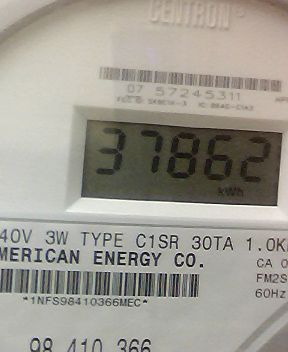 CENTRON®
07 57245311
37862
kWh
40V 3W TYPE C1SR 30TA 1.0K
MERICAN ENERGY CO.
CA 0
FM2S
60Hz
*1NFS98410366MEC*
98 410 366